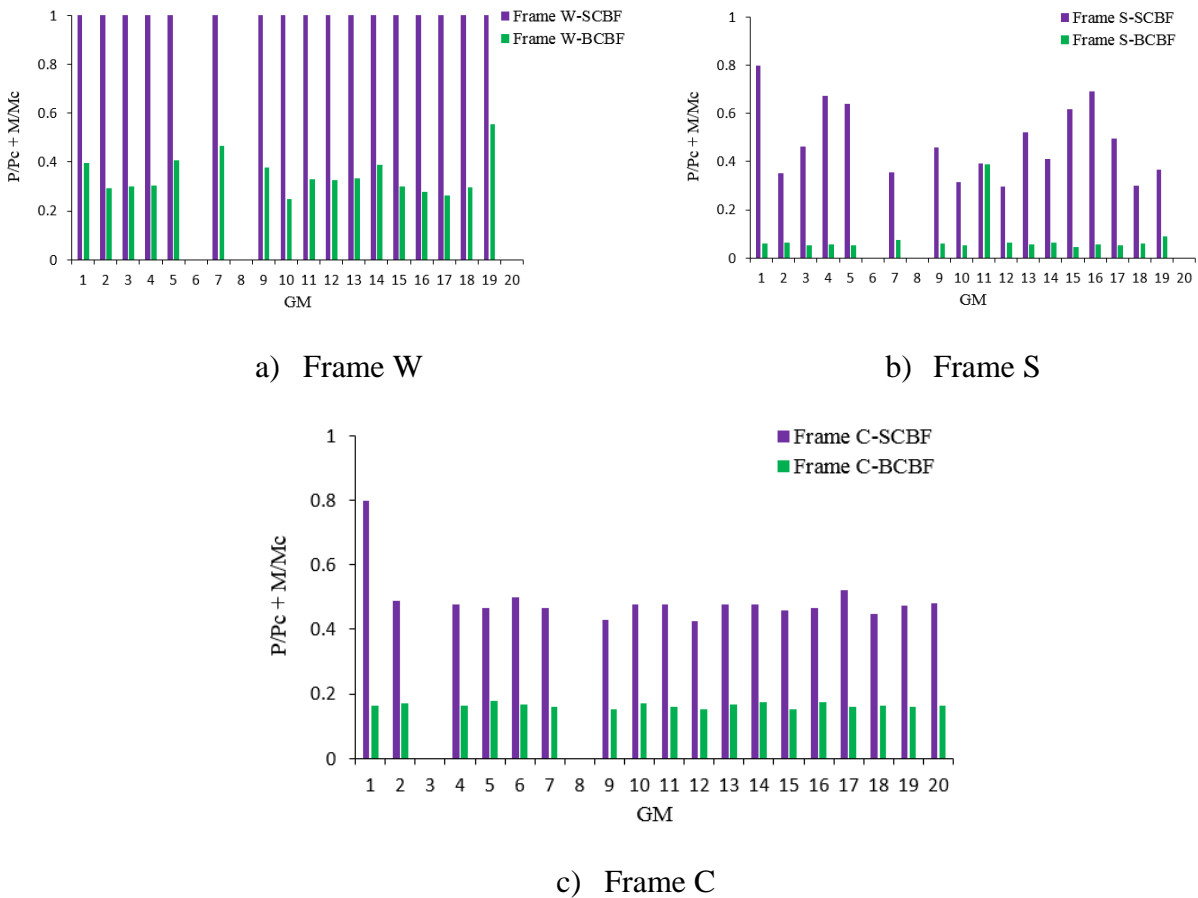 Frame W-SCBF
Frame W-BCBF
P/Pc + M/Mc
1
0.8
0.6
0.4
0.2
0
1 2 3 4 5 6 7 8 9 10 11 12 13 14 15 16 17 18 19 20
GM
a) Frame W
Frame S-SCBF
Frame S-BCBF
P/Pc + M/Mc
1
0.8
0.6
0.4
0.2
0
1 2 3 4 5 6 7 8 9 10 11 12 13 14 15 16 17 18 19 20
GM
b) Frame S
Frame C-SCBF
Frame C-BCBF
P/Pc + M/Mc
1
0.8
0.6
0.4
0.2
0
1 2 3 4 5 6 7 8 9 10 11 12 13 14 15 16 17 18 19 20
GM
c) Frame C